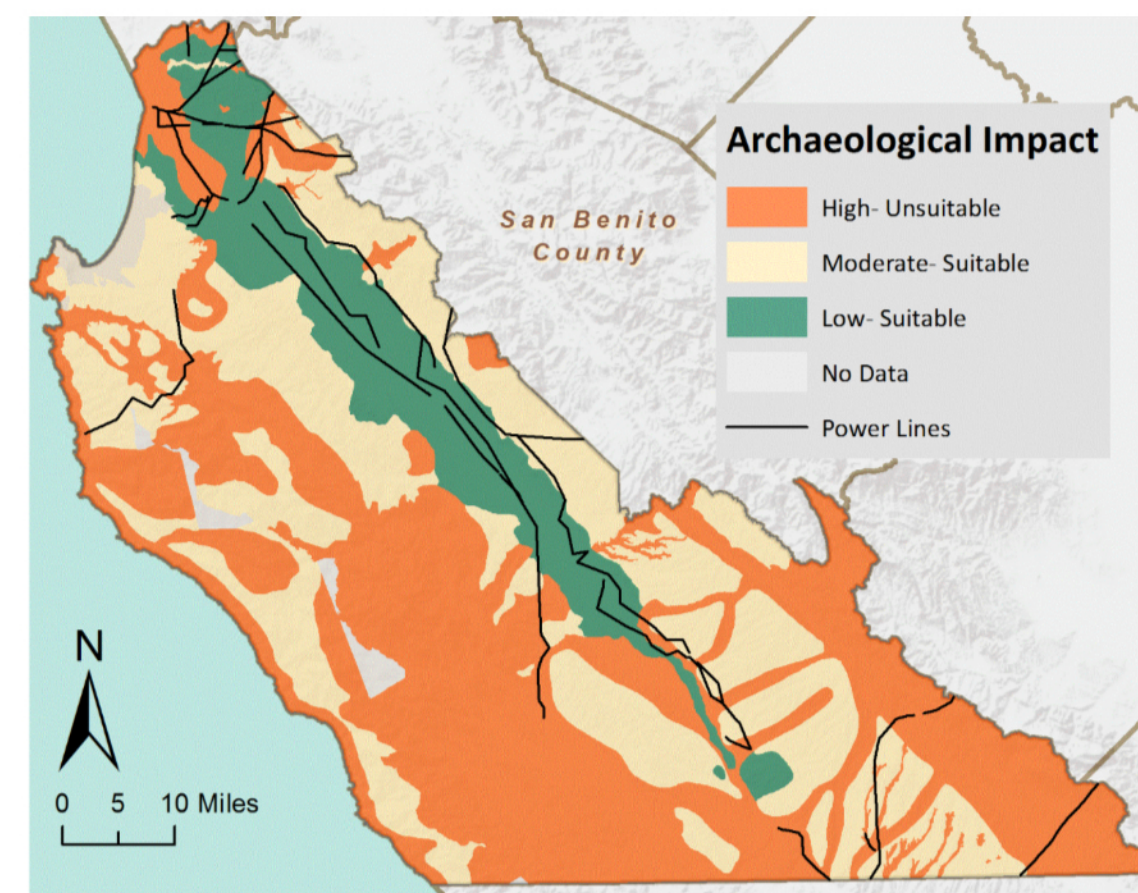 Archaeological Impact
High- Unsuitable
Moderate- Suitable
Low- Suitable
No Data
Power Lines
San Benito
County
N
0 5 10 Miles